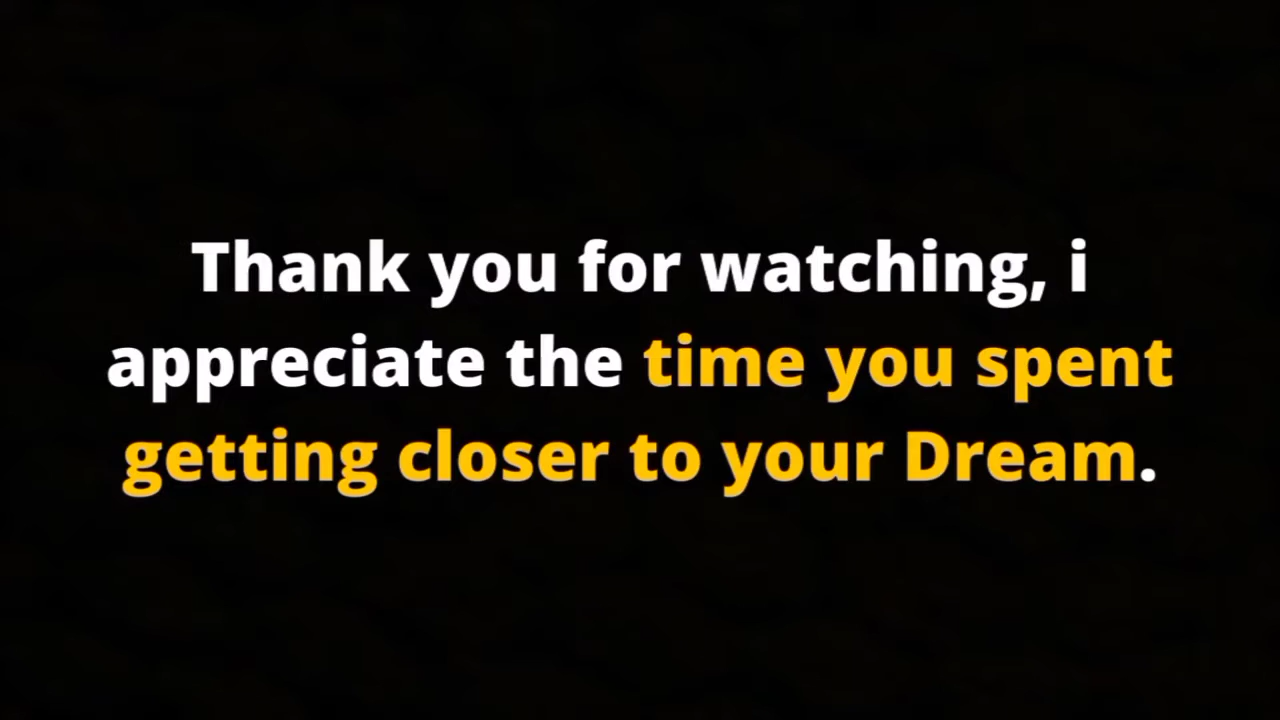 Thank you for watching, i
appreciate the time you spent
getting closer to your Dream.